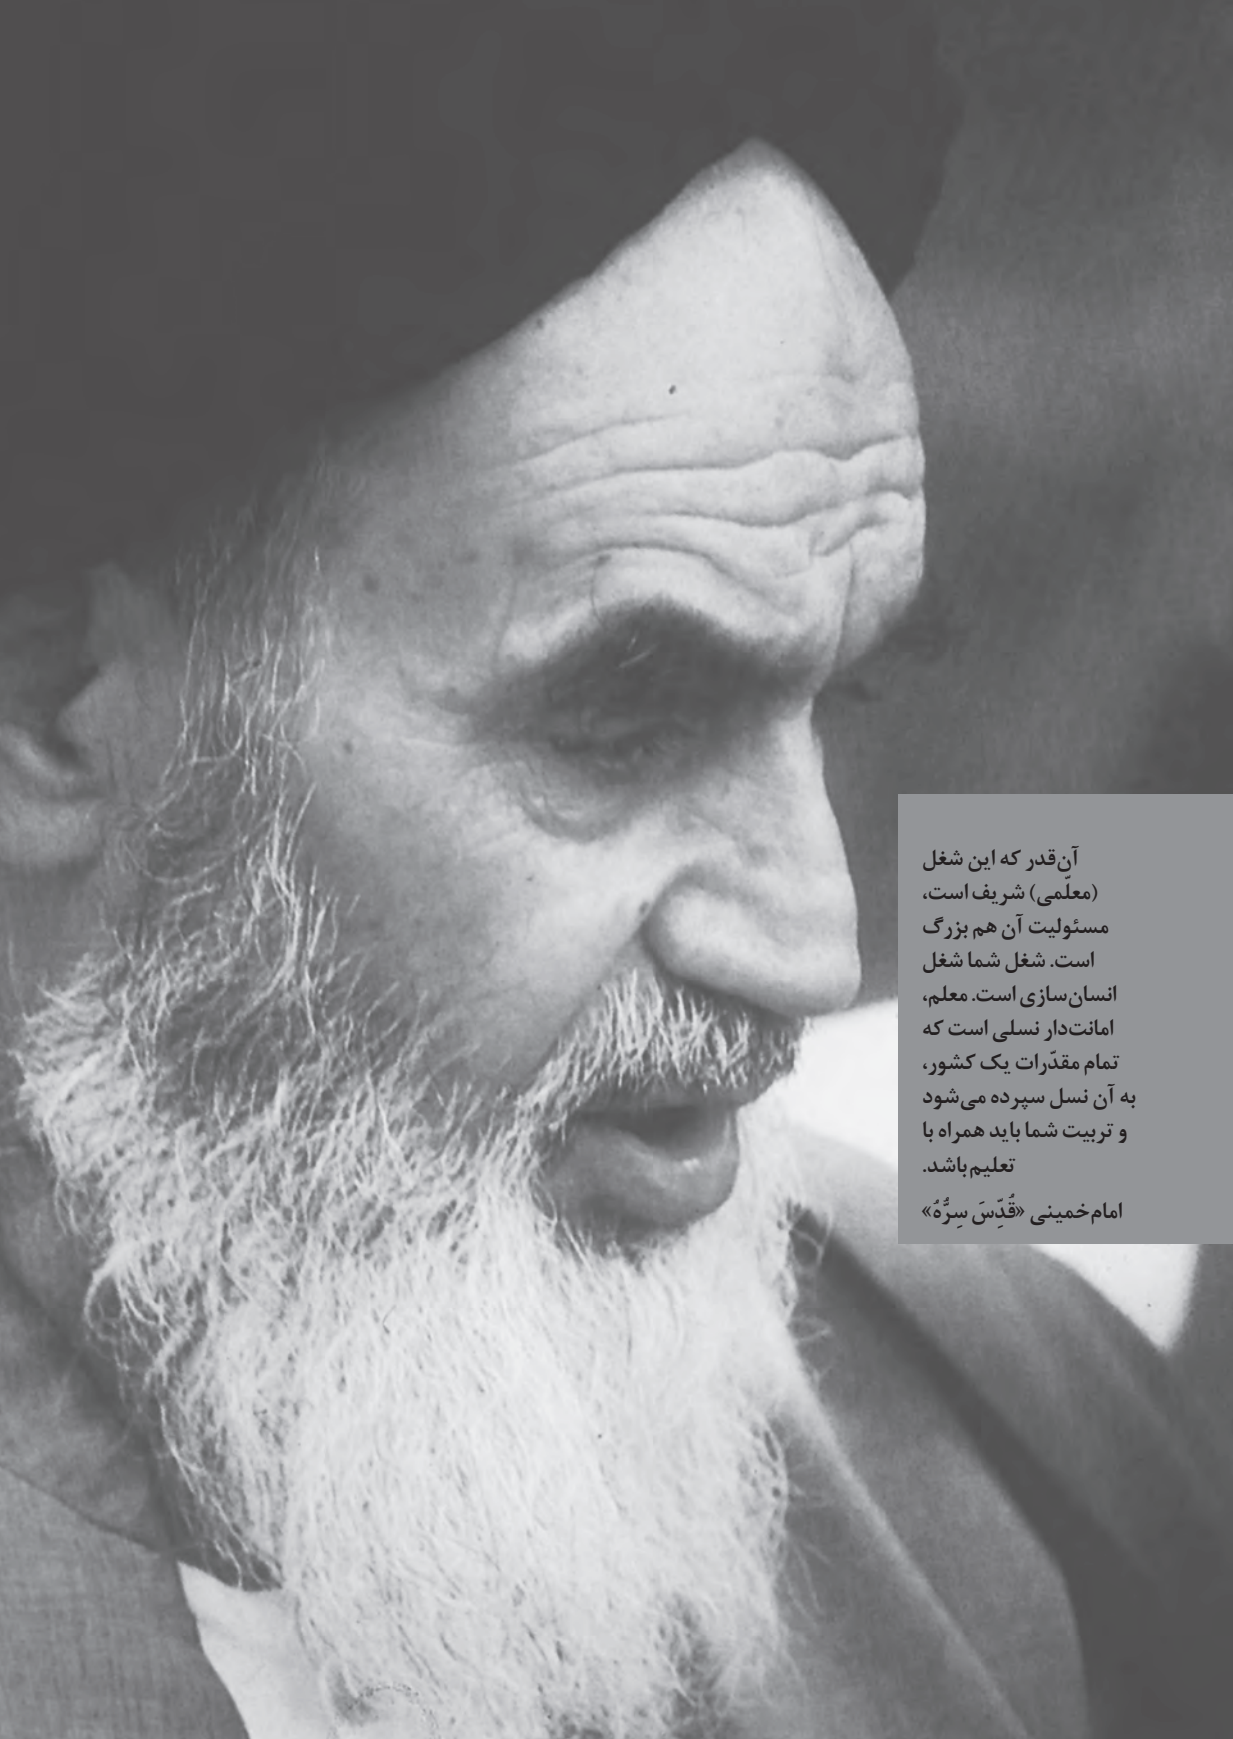 آن‌قدر که این شغل
(معلّمی) شریف است،
مسئولیت آن هم بزرگ
است. شغل شما شغل
انسان‌سازی است. معلم،
امانت‌دار نسلی است که
تمام مقدّرات یک کشور،
به آن نسل سپرده می‌شود
و تربیت شما باید همراه با
تعلیم باشد.
امام‌خمینی «قُدِّسَ سِرُّهُ»